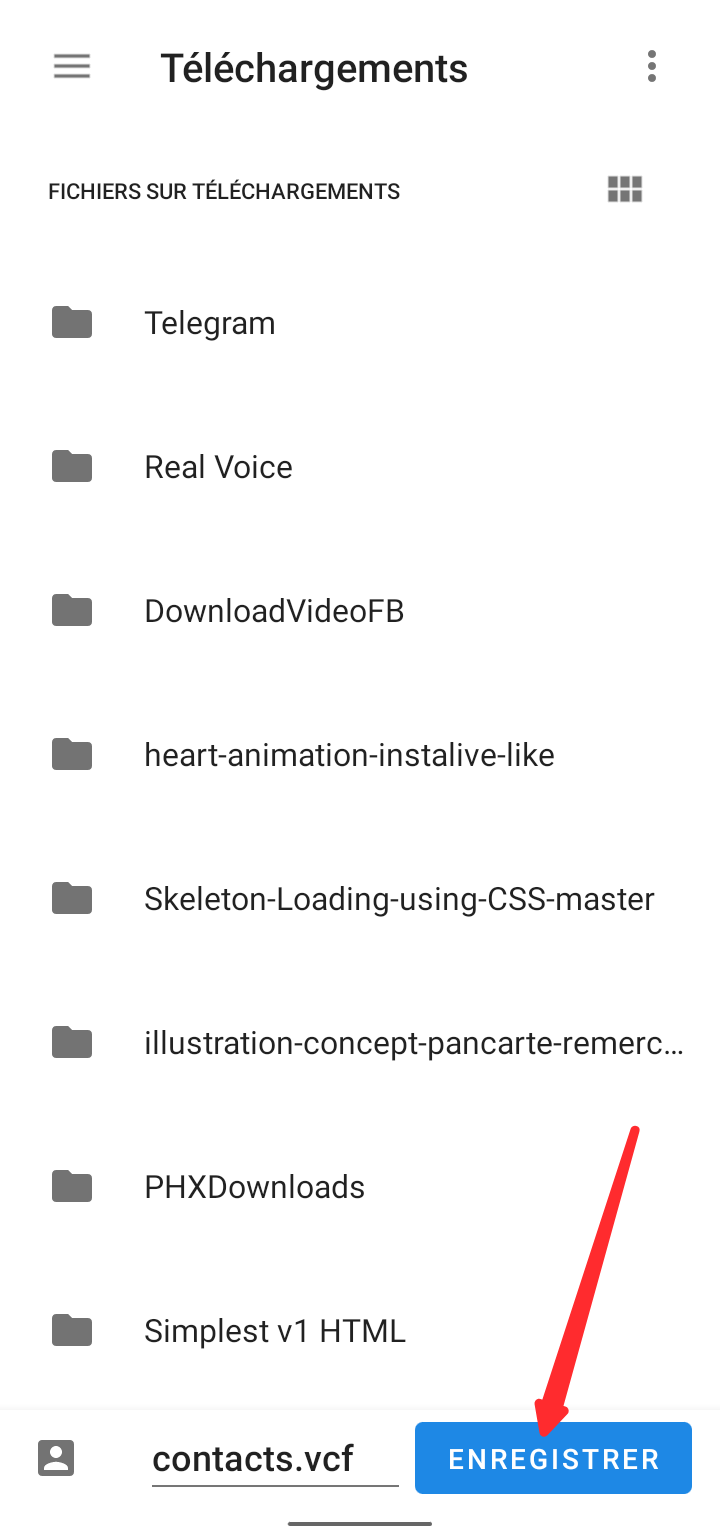 Téléchargements
FICHIERS SUR TÉLÉCHARGEMENTS
Telegram
Real Voice
DownloadVideoFB
heart-animation-instalive-like
Skeleton-Loading-using-CSS-master
illustration-concept-pancarte-remerc...
PHXDownloads
Simplest v1 HTML
contacts.vcf
ENREGISTRER